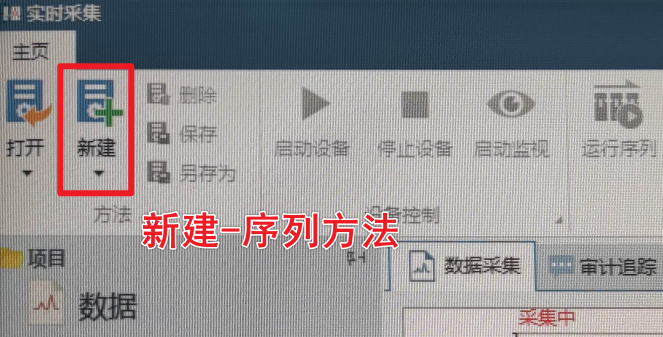 实时采集
主页
打开
新建
删除
保存
另存为
启动设备
停止设备
启动监视
运行序列
方法
设备控制
新建-序列方法
项目
数据
数据采集
审计追踪
采集中